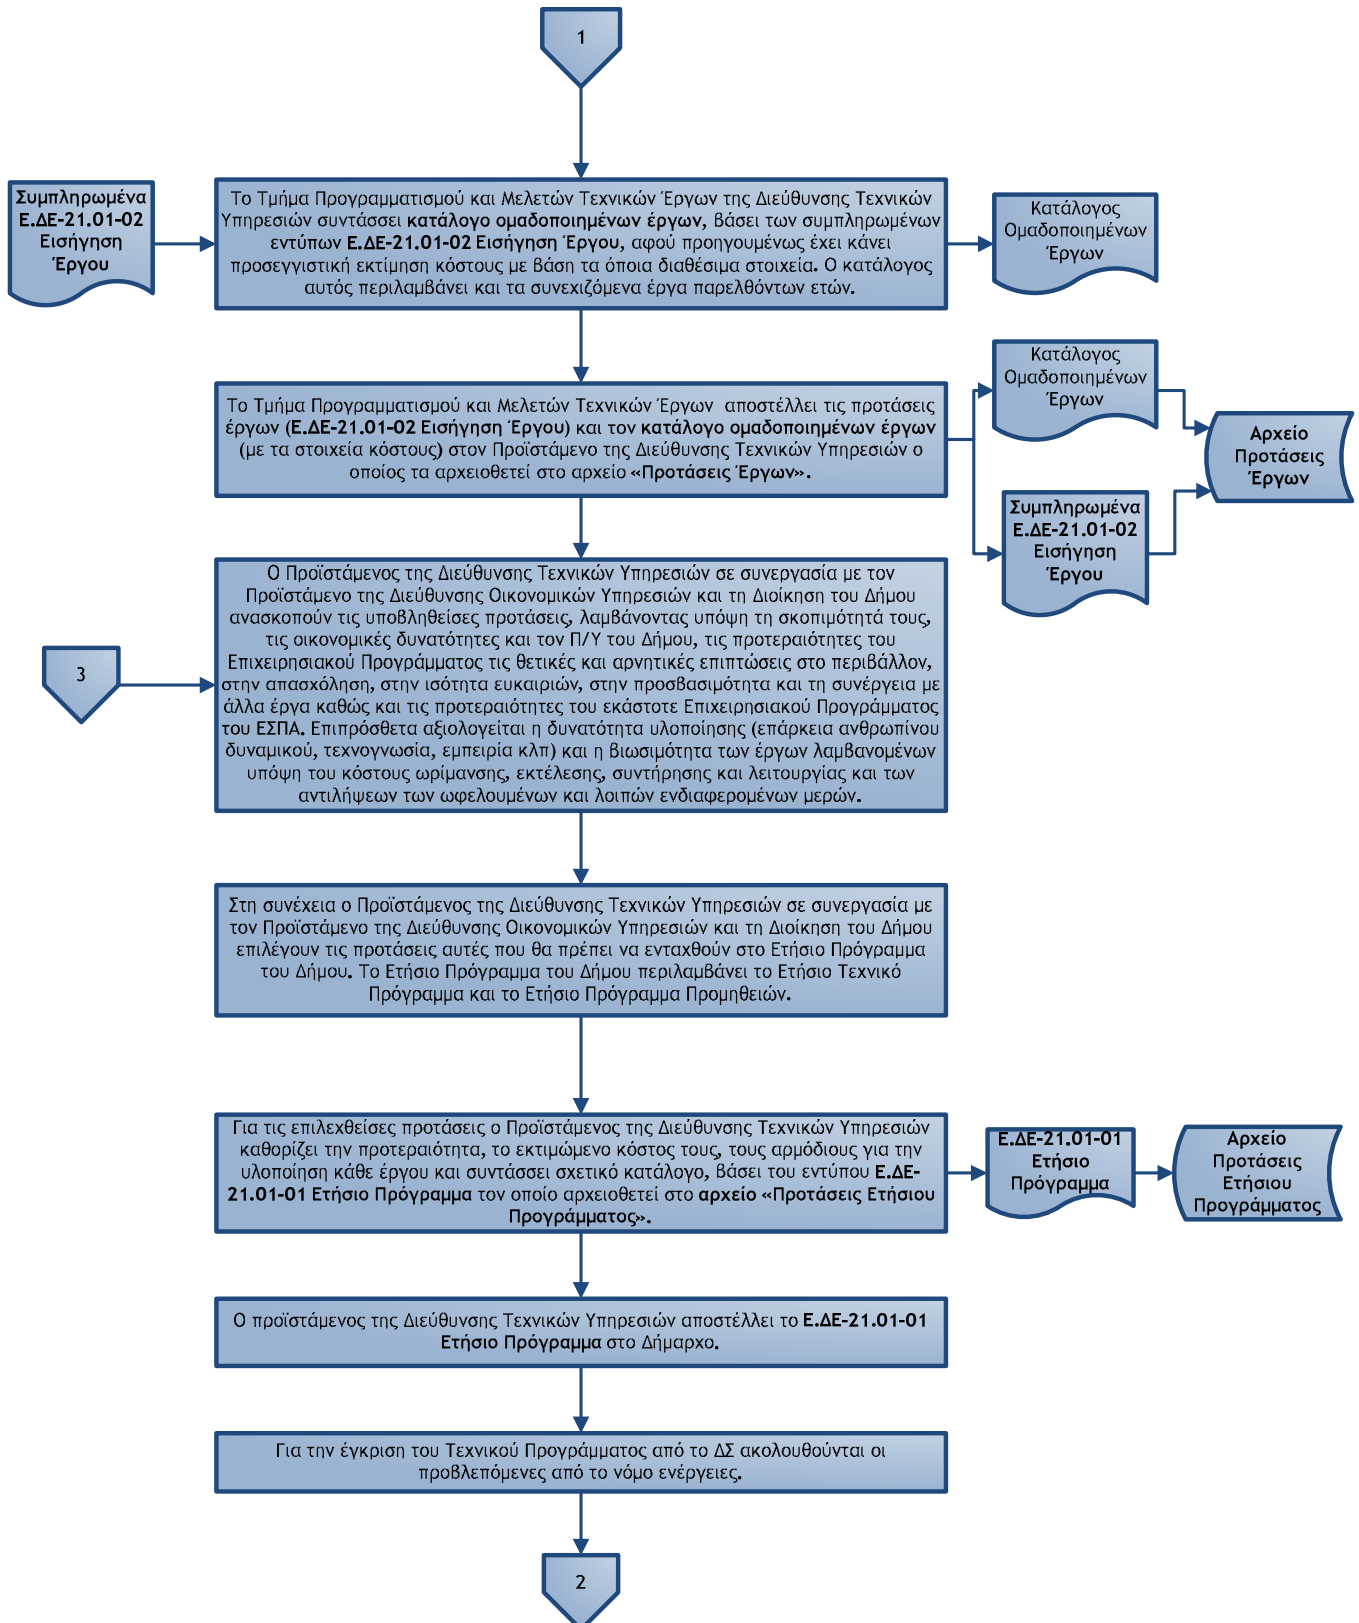 1
Συμπληρωμένα
Ε.ΔΕ-21.01-02
Εισήγηση
Έργου
Το Τμήμα Προγραμματισμού και Μελετών Τεχνικών Έργων της Διεύθυνσης Τεχνικών
Υπηρεσιών συντάσσει κατάλογο ομαδοποιημένων έργων, βάσει των συμπληρωμένων
εντύπων Ε.ΔΕ-21.01-02 Εισήγηση Έργου, αφού προηγουμένως έχει κάνει
προσεγγιστική εκτίμηση κόστους με βάση τα όποια διαθέσιμα στοιχεία. Ο κατάλογος
αυτός περιλαμβάνει και τα συνεχιζόμενα έργα παρελθόντων ετών.
Κατάλογος
Ομαδοποιημένων
Έργων
Το Τμήμα Προγραμματισμού και Μελετών Τεχνικών Έργων  αποστέλλει τις προτάσεις
έργων (Ε.ΔΕ-21.01-02 Εισήγηση Έργου) και τον κατάλογο ομαδοποιημένων έργων
(με τα στοιχεία κόστους) στον Προϊστάμενο της Διεύθυνσης Τεχνικών Υπηρεσιών ο
οποίος τα αρχειοθετεί στο αρχείο «Προτάσεις Έργων».
Κατάλογος
Ομαδοποιημένων
Έργων
Συμπληρωμένα
Ε.ΔΕ-21.01-02
Εισήγηση
Έργου
Αρχείο
Προτάσεις
Έργων
3
Ο Προϊστάμενος της Διεύθυνσης Τεχνικών Υπηρεσιών σε συνεργασία με τον
Προϊστάμενο της Διεύθυνσης Οικονομικών Υπηρεσιών και τη Διοίκηση του Δήμου
ανασκοπούν τις υποβληθείσες προτάσεις, λαμβάνοντας υπόψη τη σκοπιμότητά τους,
τις οικονομικές δυνατότητες και τον Π/Υ του Δήμου, τις προτεραιότητες του
Επιχειρησιακού Προγράμματος τις θετικές και αρνητικές επιπτώσεις στο περιβάλλον,
στην απασχόληση, στην ισότητα ευκαιριών, στην προσβασιμότητα και τη συνέργεια με
άλλα έργα καθώς και τις προτεραιότητες του εκάστοτε Επιχειρησιακού Προγράμματος
του ΕΣΠΑ. Επιπρόσθετα αξιολογείται η δυνατότητα υλοποίησης (επάρκεια ανθρωπίνου
δυναμικού, τεχνογνωσία, εμπειρία κλπ) και η βιωσιμότητα των έργων λαμβανομένων
υπόψη του κόστους ωρίμανσης, εκτέλεσης, συντήρησης και λειτουργίας και των
αντιλήψεων των ωφελουμένων και λοιπών ενδιαφερομένων μερών.
Στη συνέχεια ο Προϊστάμενος της Διεύθυνσης Τεχνικών Υπηρεσιών σε συνεργασία με
τον Προϊστάμενο της Διεύθυνσης Οικονομικών Υπηρεσιών και τη Διοίκηση του Δήμου
επιλέγουν τις προτάσεις αυτές που θα πρέπει να ενταχθούν στο Ετήσιο Πρόγραμμα
του Δήμου. Το Ετήσιο Πρόγραμμα του Δήμου περιλαμβάνει το Ετήσιο Τεχνικό
Πρόγραμμα και το Ετήσιο Πρόγραμμα Προμηθειών.
Για τις επιλεχθείσες προτάσεις ο Προϊστάμενος της Διεύθυνσης Τεχνικών Υπηρεσιών
καθορίζει την προτεραιότητα, το εκτιμώμενο κόστος τους, τους αρμόδιους για την
υλοποίηση κάθε έργου και συντάσσει σχετικό κατάλογο, βάσει του εντύπου Ε.ΔΕ-
21.01-01 Ετήσιο Πρόγραμμα τον οποίο αρχειοθετεί στο αρχείο «Προτάσεις Ετήσιου
Προγράμματος».
Ε.ΔΕ-21.01-01
Ετήσιο
Πρόγραμμα
Αρχείο
Προτάσεις
Ετήσιου
Προγράμματος
Ο προϊστάμενος της Διεύθυνσης Τεχνικών Υπηρεσιών αποστέλλει το Ε.ΔΕ-21.01-01
Ετήσιο Πρόγραμμα στο Δήμαρχο.
Για την έγκριση του Τεχνικού Προγράμματος από το ΔΣ ακολουθούνται οι
προβλεπόμενες από το νόμο ενέργειες.
2